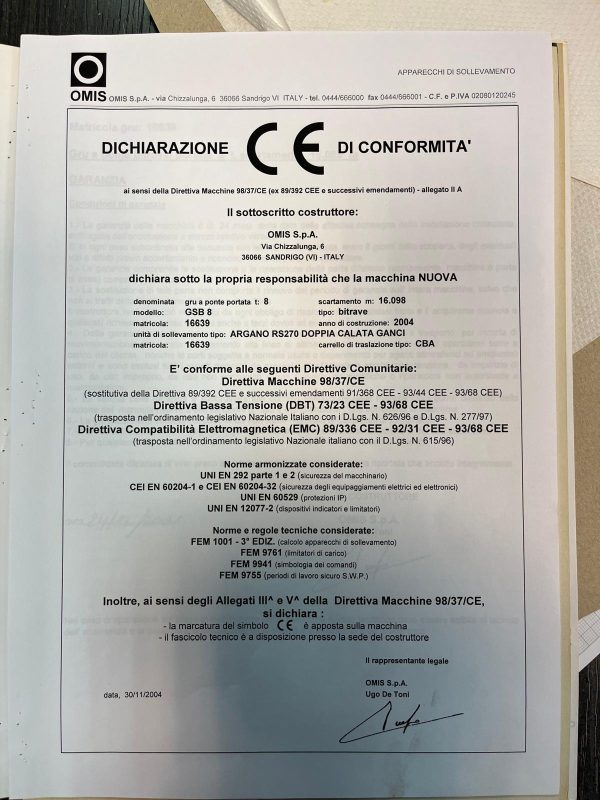 APPARECCHI DI SOLLEVAMENTO
OMIS OMIS S.p.A. - via Chizzalunga, 6 36066 Sandrigo VI ITALY - tel. 0444/666000 fax 0444/666001 - C.F. e P.IVA 02080120245
DICHIARAZIONE CE DI CONFORMITA'
ai sensi della Direttiva Macchine 98/37/CE (ex 89/392 CEE e successivi emendamenti) - allegato II A
Il sottoscritto costruttore:
OMIS S.p.A.
Via Chizzalunga, 6
36066 SANDRIGO (VI) - ITALY
dichiara sotto la propria responsabilità che la macchina NUOVA
denominata gru a ponte portata t: 8 scartamento m: 16.098
modello: GSB 8 tipo: bitrave
matricola: 16639 anno di costruzione: 2004
unità di sollevamento tipo: ARGANO RS270 DOPPIA CALATA GANCI
matricola: 16639 carrello di traslazione tipo: CBA
E' conforme alle seguenti Direttive Comunitarie:
Direttiva Macchine 98/37/CE
(sostitutiva della Direttiva 89/392 CEE e successivi emendamenti 91/368 CEE - 93/44 CEE - 93/68 CEE)
Direttiva Bassa Tensione (DBT) 73/23 CEE - 93/68 CEE
(trasposta nell'ordinamento legislativo Nazionale Italiano con i D.Lgs. N. 626/96 e D.Lgs. N. 277/97)
Direttiva Compatibilità Elettromagnetica (EMC) 89/336 CEE - 92/31 CEE - 93/68 CEE
(trasposta nell'ordinamento legislativo Nazionale italiano con il D.Lgs. N. 615/96)
Norme armonizzate considerate:
UNI EN 292 parte 1 e 2 (sicurezza del macchinario)
CEI EN 60204-1 e CEI EN 60204-32 (sicurezza degli equipaggiamenti elettrici ed elettronici)
UNI EN 60529 (protezioni IP)
UNI EN 12077-2 (dispositivi indicatori e limitatori)
Norme e regole tecniche considerate:
FEM 1001 - 3° EDIZ. (calcolo apparecchi di sollevamento)
FEM 9761 (limitatori di carico)
FEM 9941 (simbologia dei comandi)
FEM 9755 (periodi di lavoro sicuro S.W.P.)
Inoltre, ai sensi degli Allegati III^ e V^ della Direttiva Macchine 98/37/CE,
si dichiara :
- la marcatura del simbolo CE è apposta sulla macchina
- il fascicolo tecnico è a disposizione presso la sede del costruttore
Il rappresentante legale
OMIS S.p.A.
data, 30/11/2004 Ugo De Toni